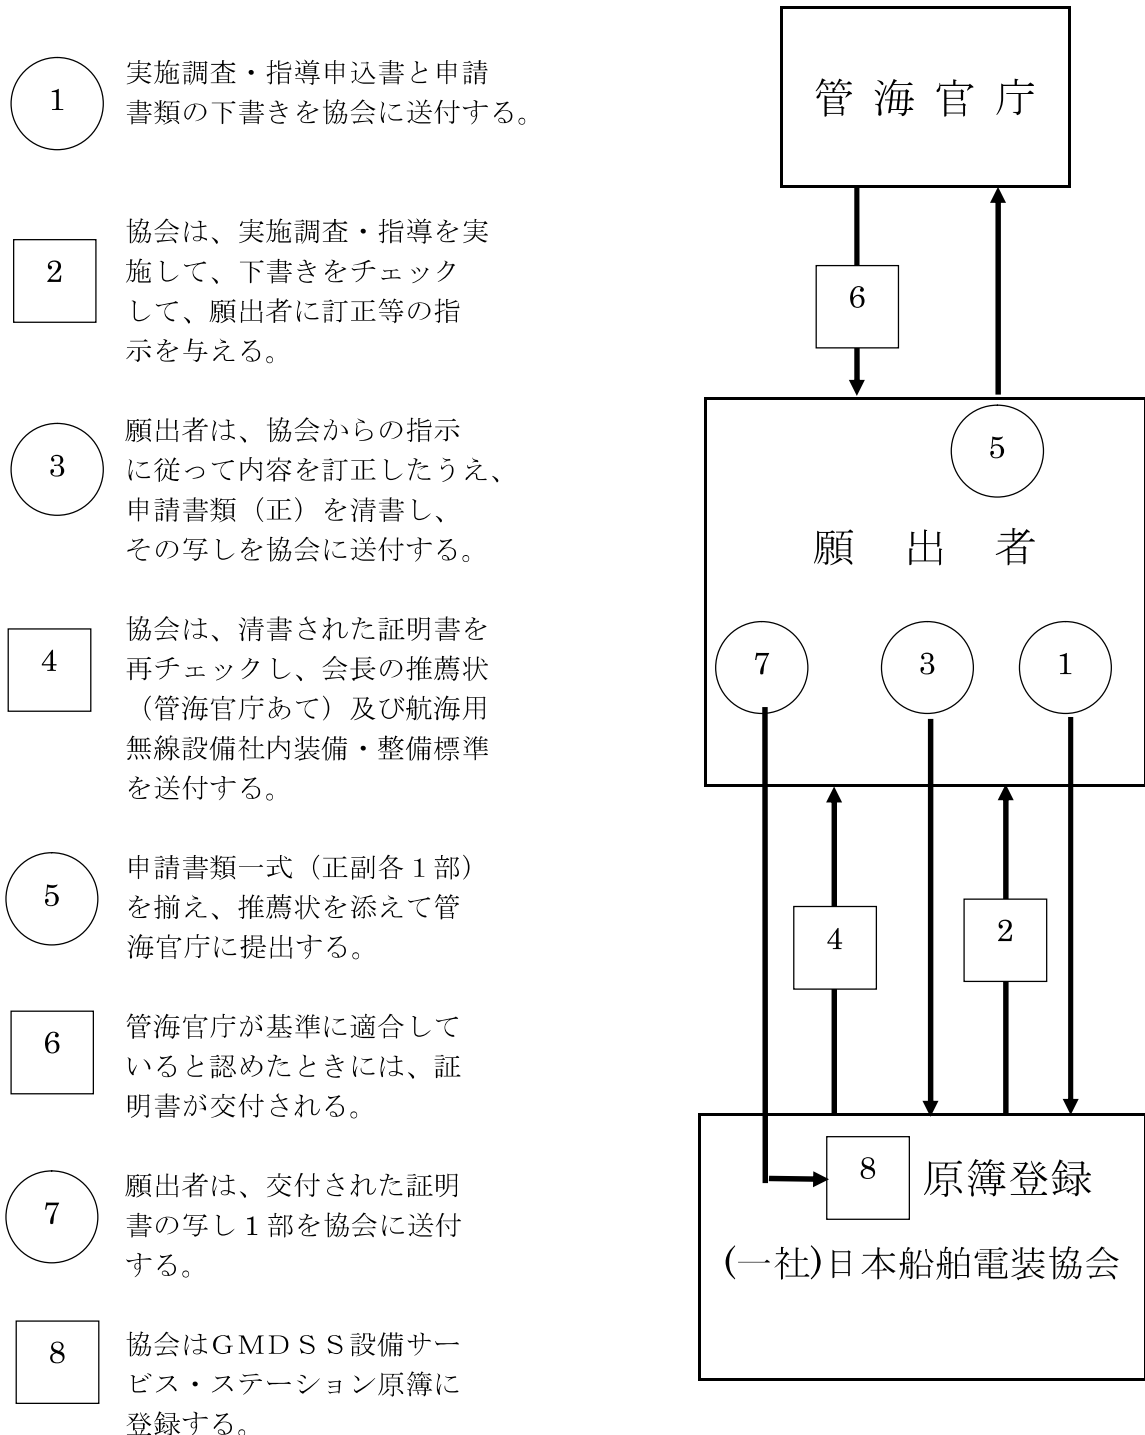 1
実施調査・指導申込書と申請
書類の下書きを協会に送付する。
2
協会は、実施調査・指導を実
施して、下書きをチェック
して、願出者に訂正等の指
示を与える。
3
願出者は、協会からの指示
に従って内容を訂正したうえ、
申請書類（正）を清書し、
その写しを協会に送付する。
4
協会は、清書された証明書を
再チェックし、会長の推薦状
（管海官庁あて）及び航海用
無線設備社内装備・整備標準
を送付する。
5
申請書類一式（正副各１部）
を揃え、推薦状を添えて管
海官庁に提出する。
6
管海官庁が基準に適合して
いると認めたときには、証
明書が交付される。
7
願出者は、交付された証明
書の写し１部を協会に送付
する。
8
協会はＧＭＤＳＳ設備サー
ビス・ステーション原簿に
登録する。
管海官庁
6
5
願出者
7 3 1
4 2
8 原簿登録
(一社)日本船舶電装協会